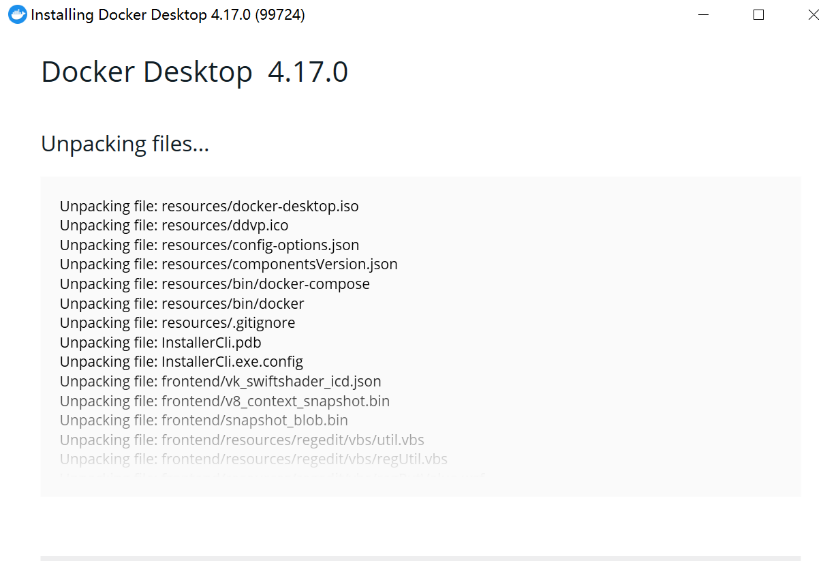 Installing Docker Desktop 4.17.0 (99724)
Docker Desktop 4.17.0
Unpacking files...
Unpacking file: resources/docker-desktop.iso
Unpacking file: resources/ddvp.ico
Unpacking file: resources/config-options.json
Unpacking file: resources/componentsVersion.json
Unpacking file: resources/bin/docker-compose
Unpacking file: resources/bin/docker
Unpacking file: resources/.gitignore
Unpacking file: InstallerCli.pdb
Unpacking file: InstallerCli.exe.config
Unpacking file: frontend/vk_swiftshader_icd.json
Unpacking file: frontend/v8_context_snapshot.bin
Unpacking file: frontend/snapshot_blob.bin
Unpacking file: frontend/resources/regedit/vbs/util.vbs
Unpacking file: frontend/resources/regedit/vbs/regUtil.vbs